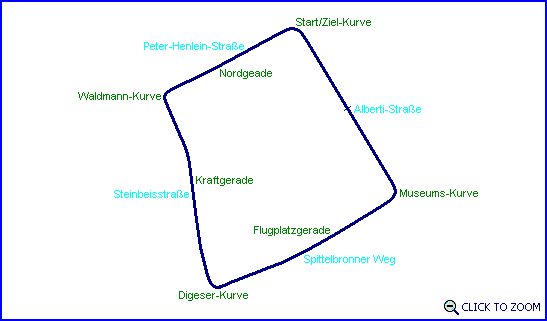 Start/Ziel-Kurve
Peter-Henlein-Straße
Nordgeade
Waldmann-Kurve
Alberti-Straße
Kraftgerade
Steinbeisstraße
Museums-Kurve
Flugplatzgerade
Spittelbronner Weg
Digeser-Kurve
CLICK TO ZOOM